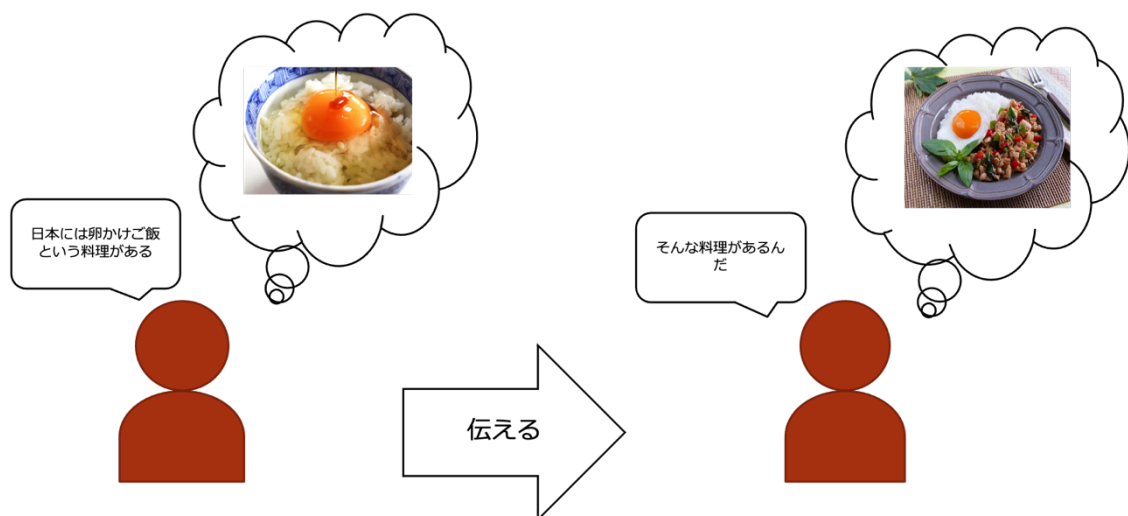 日本には卵かけご飯
という料理がある
そんな料理があるん
だ
伝える